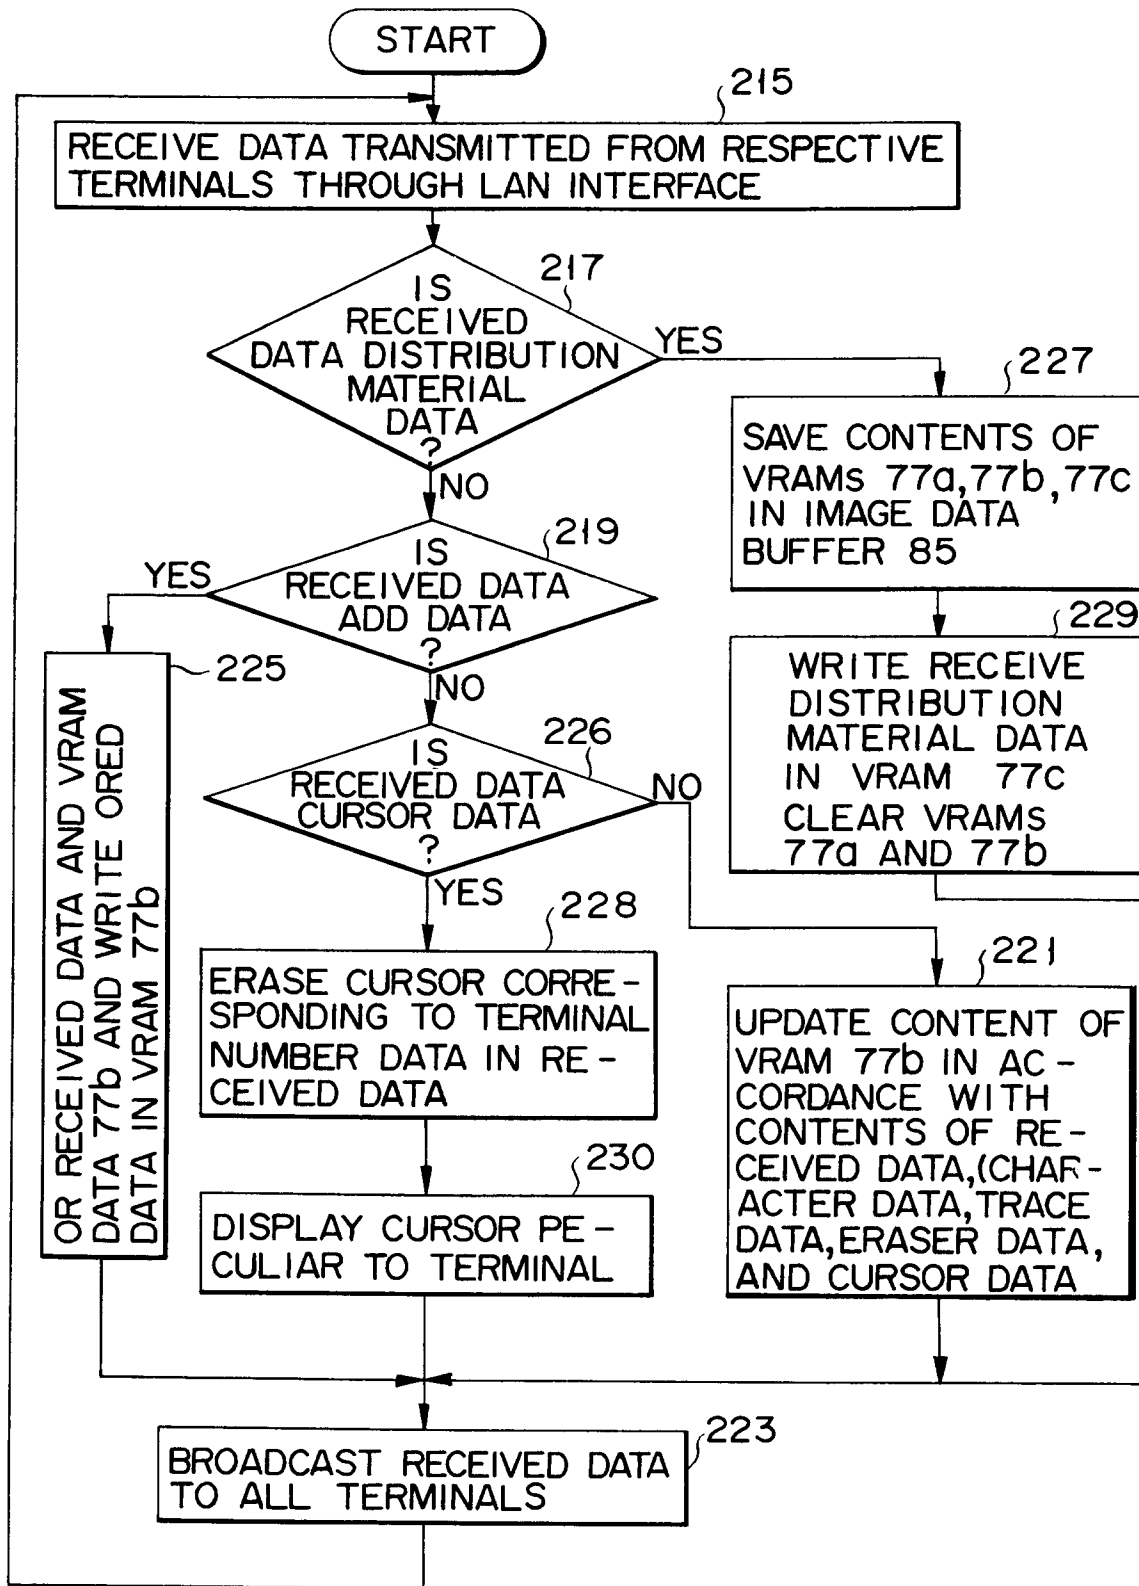 START
215
RECEIVE DATA TRANSMITTED FROM RESPECTIVE
TERMINALS THROUGH LAN INTERFACE
217
IS
RECEIVED
DATA DISTRIBUTION
MATERIAL
DATA
?
YES
NO
227
SAVE CONTENTS OF
VRAMs 77a,77b,77c
IN IMAGE DATA
BUFFER 85
219
IS
RECEIVED DATA
ADD DATA
?
YES
NO
229
WRITE RECEIVE
DISTRIBUTION
MATERIAL DATA
IN VRAM 77c
CLEAR VRAMS
77a AND 77b
225
OR RECEIVED DATA AND VRAM
DATA 77b AND WRITE ORED
DATA IN VRAM 77b
226
IS
RECEIVED DATA
CURSOR DATA
?
NO
YES
228
ERASE CURSOR CORRE-
SPONDING TO TERMINAL
NUMBER DATA IN RE-
CEIVED DATA
221
UPDATE CONTENT OF
VRAM 77b IN AC-
CORDANCE WITH
CONTENTS OF RE-
CEIVED DATA,(CHAR-
ACTER DATA,TRACE
DATA,ERASER DATA,
AND CURSOR DATA
230
DISPLAY CURSOR PE-
CULIAR TO TERMINAL
223
BROADCAST RECEIVED DATA
TO ALL TERMINALS